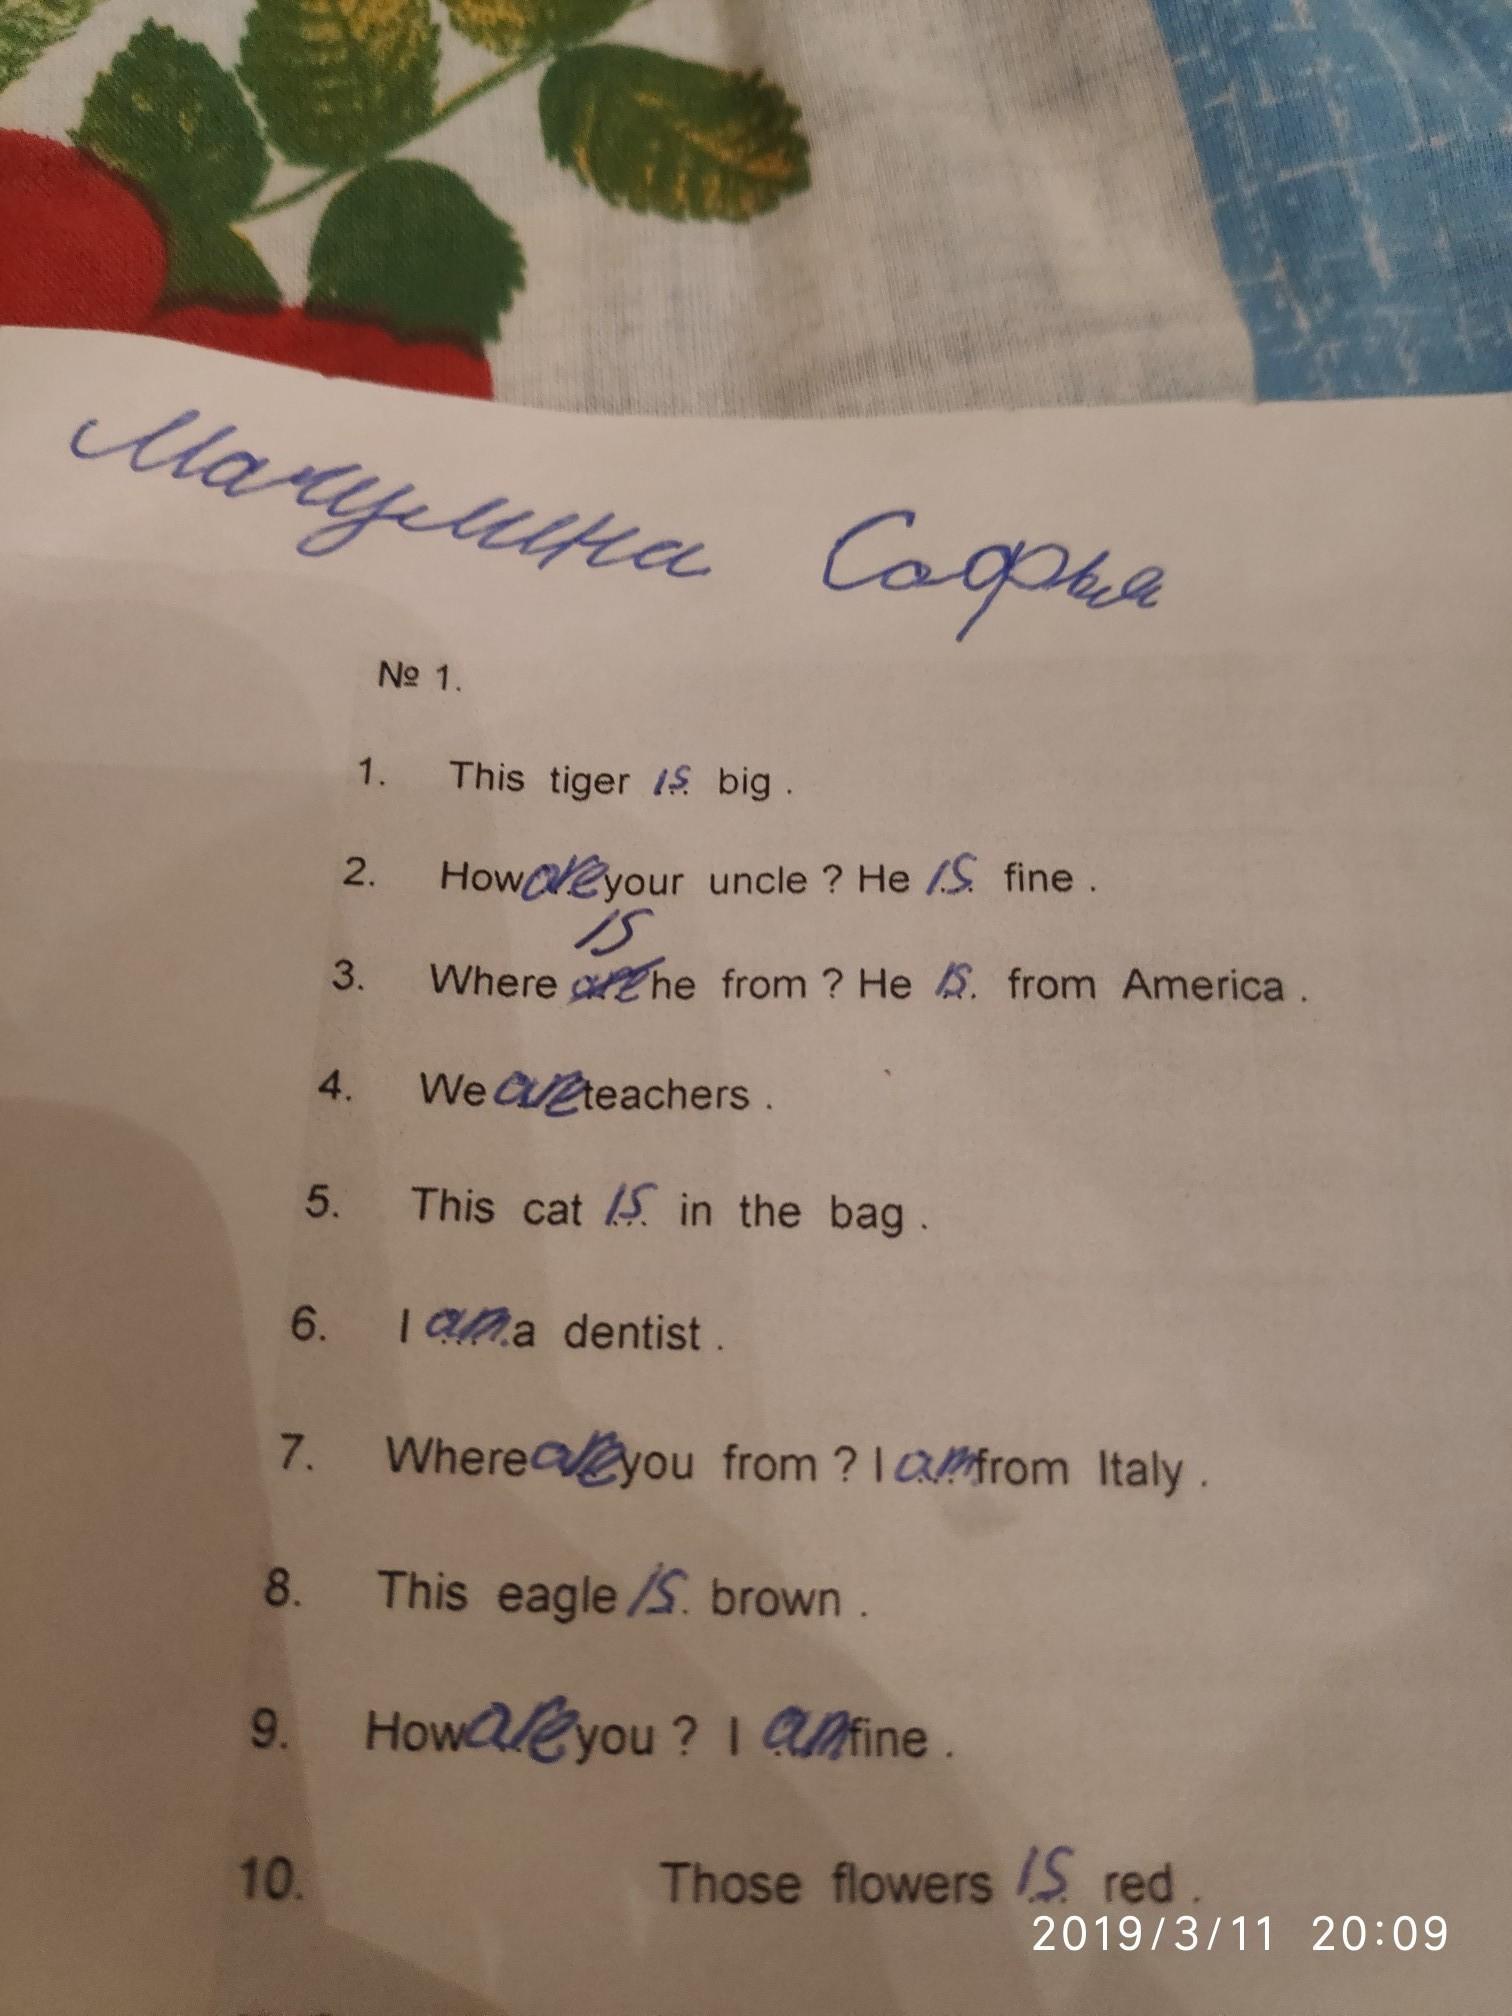 Мачулина Софья
№ 1.
1. This tiger is big .
2. How are your uncle ? He is fine .
is
3. Where are he from ? He is. from America .
4. We are teachers .
5. This cat is in the bag .
6. I am a dentist .
7. Where are you from ? I am from Italy .
8. This eagle is. brown .
9. How are you ? I am fine .
10. Those flowers is red .
2019/3/11 20:09